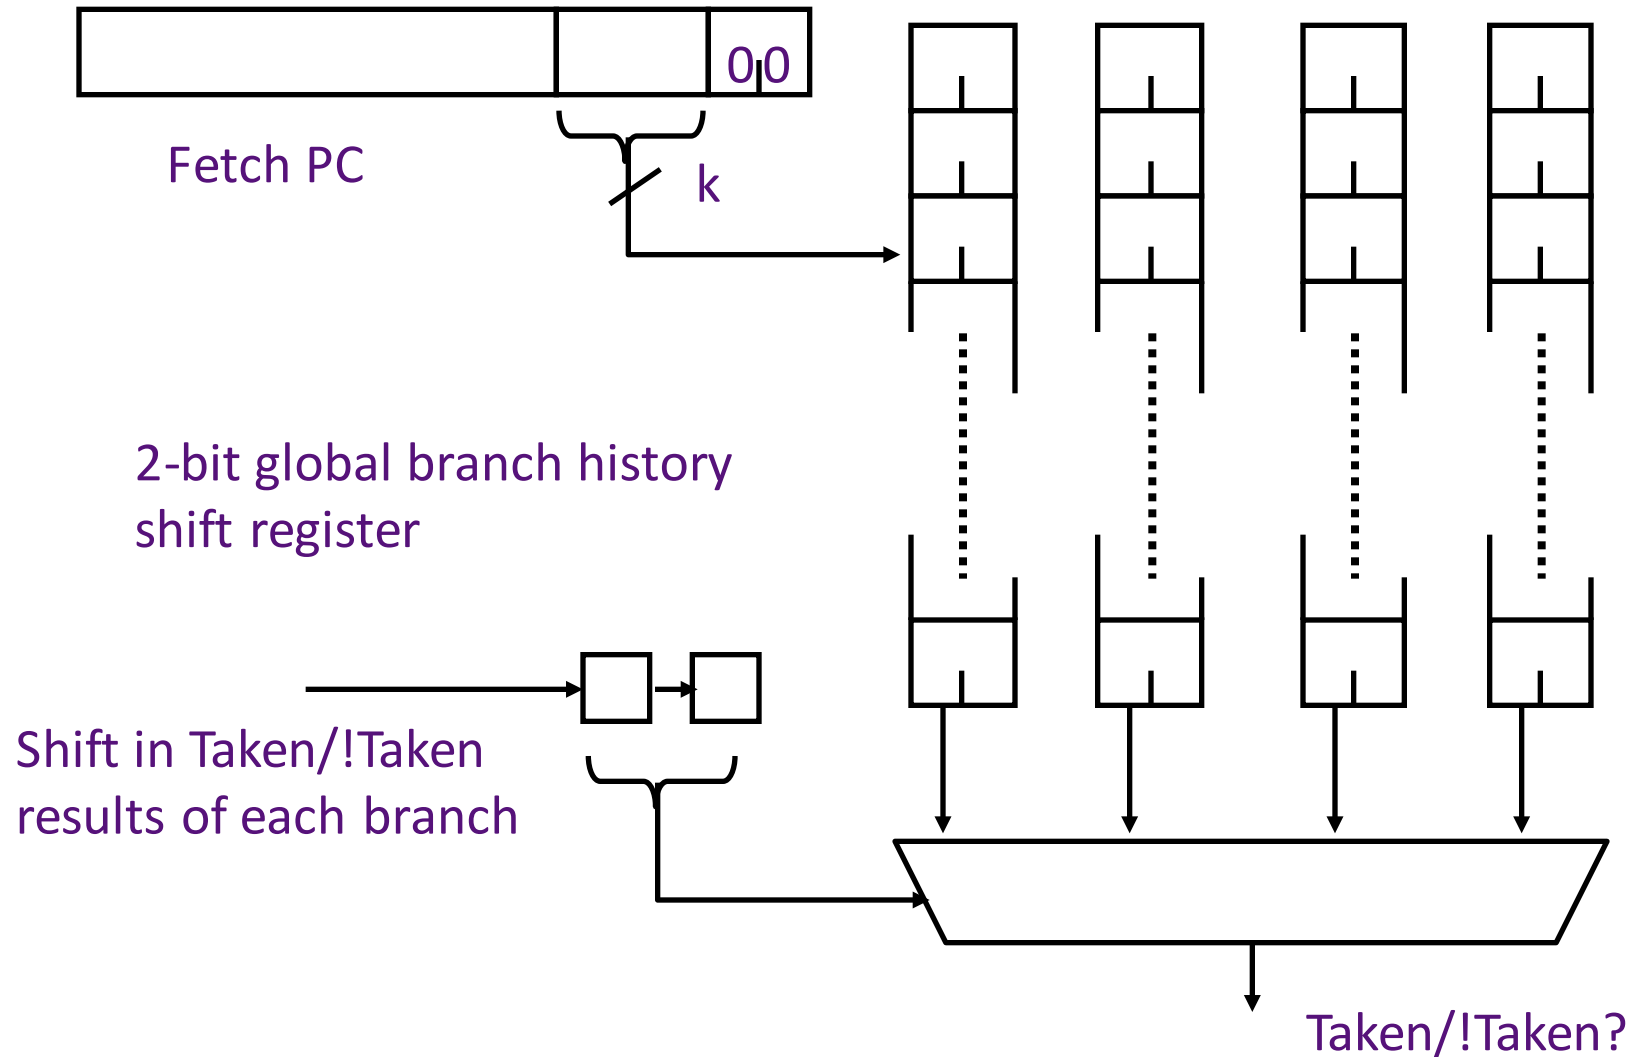 00
Fetch PC
k
2-bit global branch history
shift register
Shift in Taken/!Taken
results of each branch
Taken/!Taken?